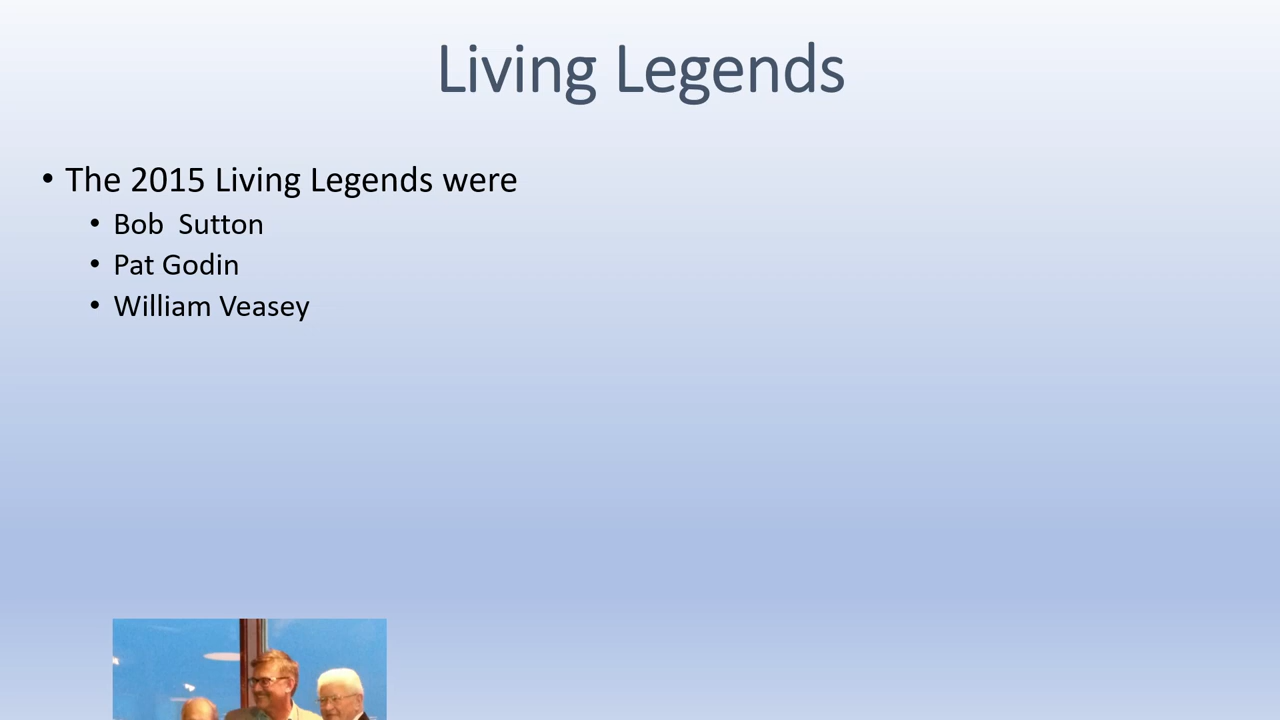 Living Legends
• The 2015 Living Legends were
• Bob  Sutton
• Pat Godin
• William Veasey